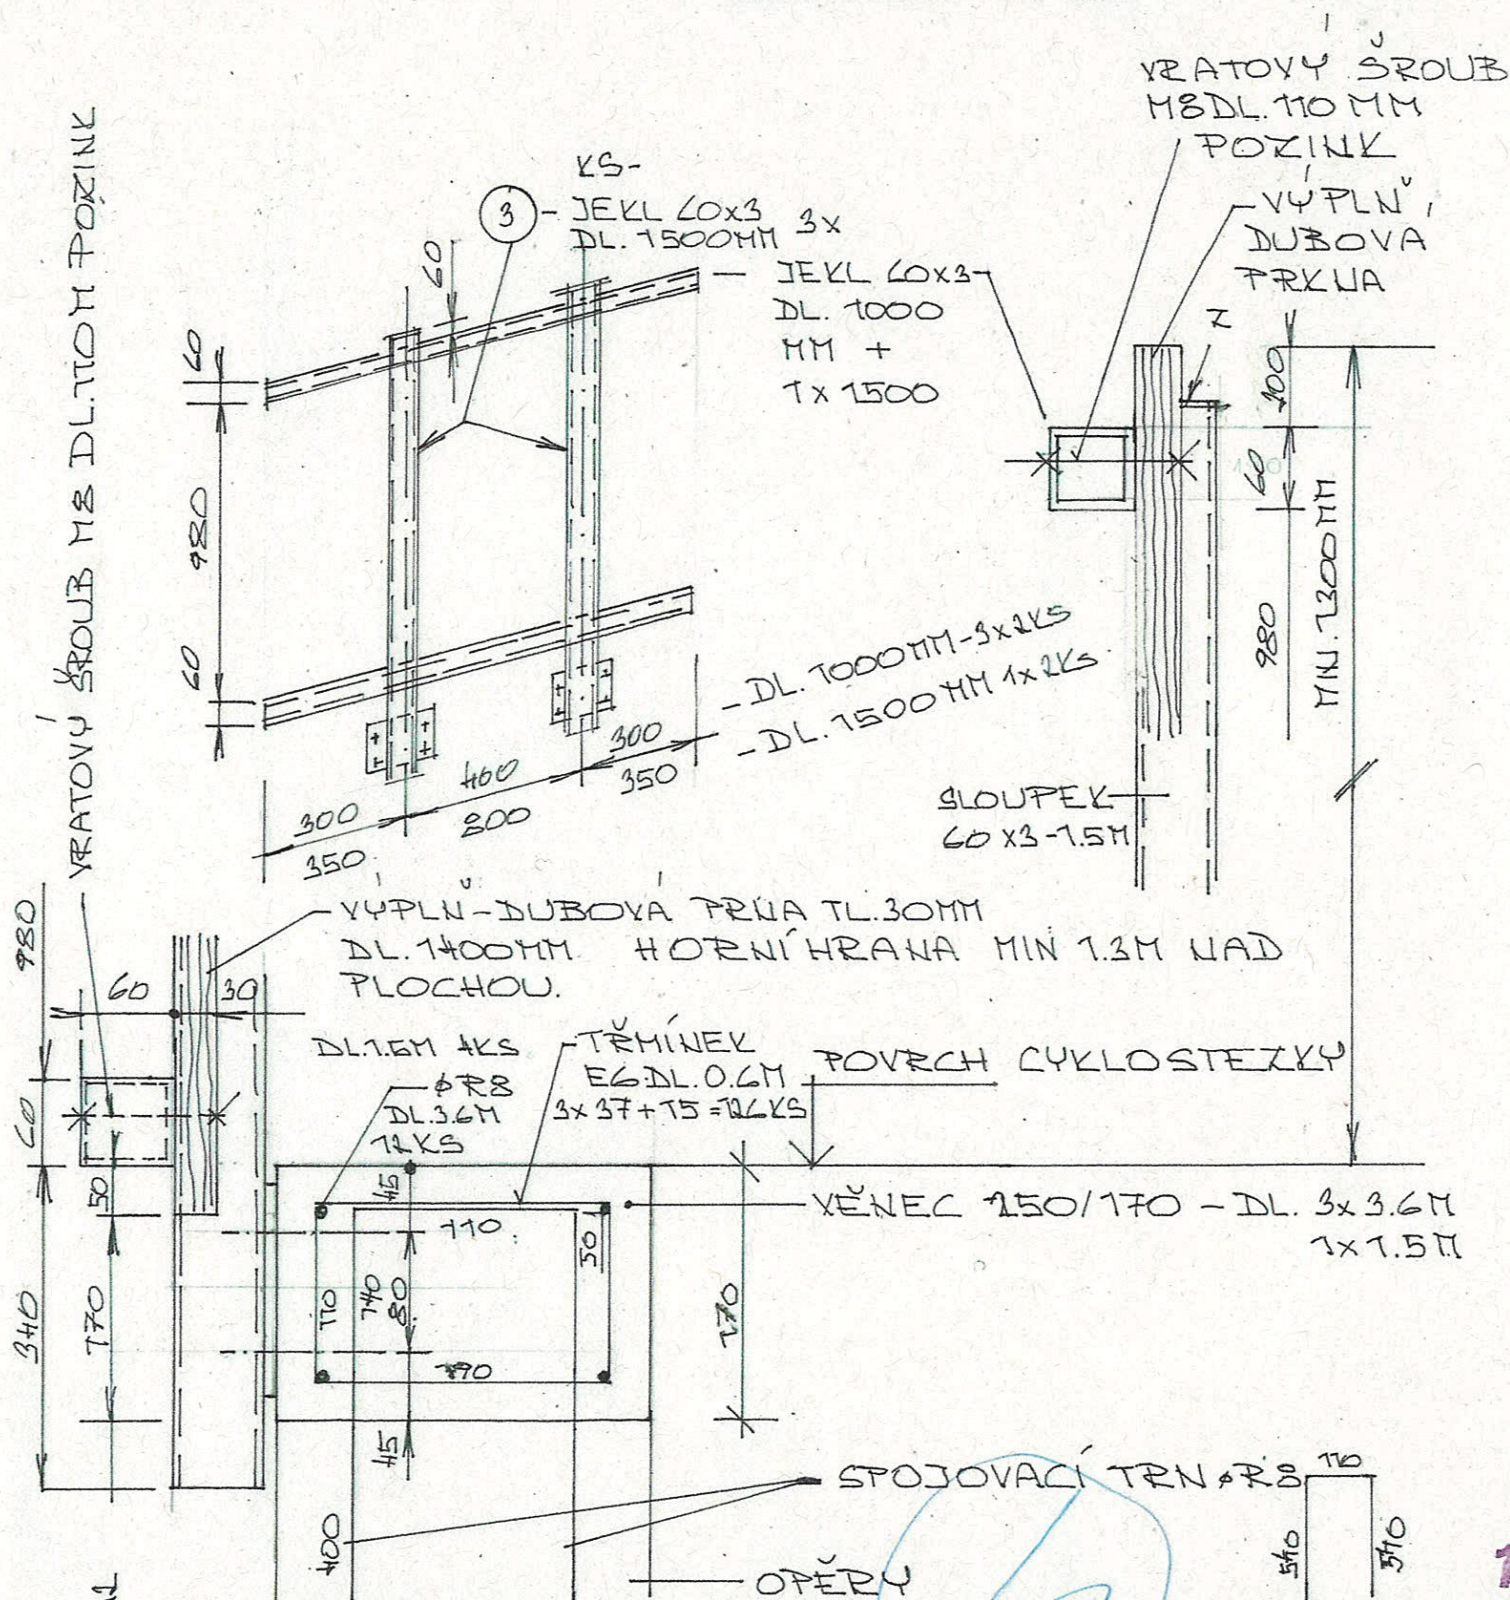 VRATOVÝ ŠROUB
M8 DL. 110 MM
POZINK
VÝPLŇ,
DUBOVÁ
PRKNA
Z
VRATOVÝ ŠROUB M8 DL. 110 MM POZINK
KS-
3 - JEKL 60x3
DL. 1500MM 3x
JEKL 60x3
DL. 1000
MM +
1x 1500
60
60
980
60
100
60
980
MIN. 1300MM
DL. 1000MM - 3x2KS
DL. 1500MM 1x2KS
300
400
300
350
800
350
SLOUPEK
60x3-1.5M
VÝPLŇ-DUBOVÁ PRNA TL. 30MM
DL. 1400MM HORNÍ HRANA MIN 1.3M NAD
PLOCHOU.
980
60
30
60
50
170
340
TŘMÍNEK
E6 DL. 0.6M
3x37+15=126KS
DL. 1.5M 4KS
øR8
DL. 3.6M
12KS
POVRCH CYKLOSTEZKY
VĚNEC 250/170 - DL. 3x3.6M
1x1.5M
45
110
50
110
140
80
190
45
170
SPOJOVACÍ TRN øR8
110
540
540
400
OPĚRY